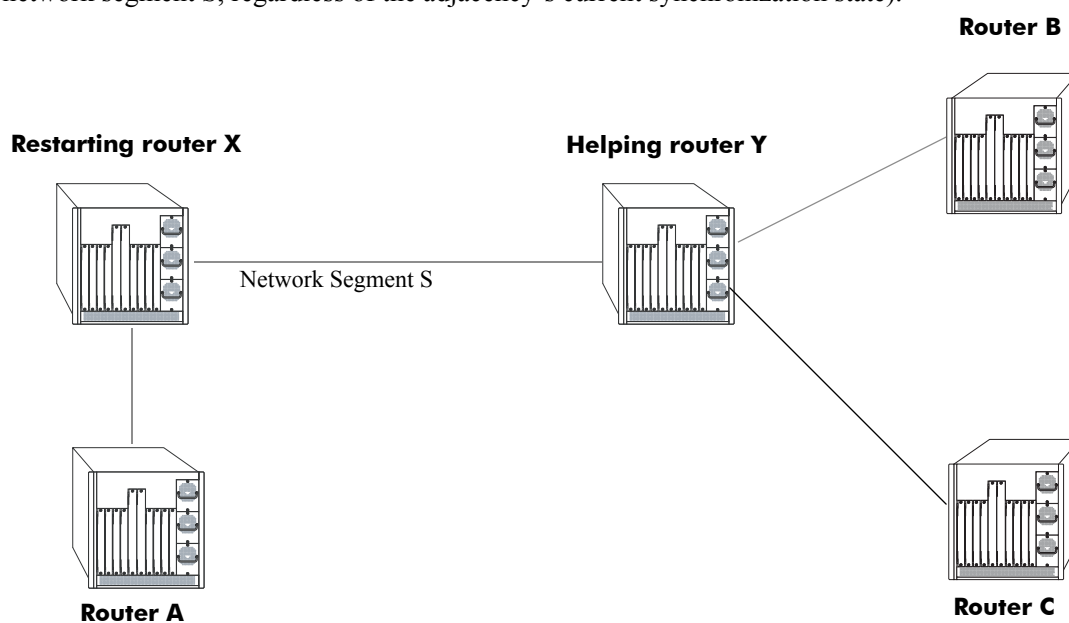 network segment S, regardless of the adjacency's current synchronization state).
Router B
Restarting router X
Helping router Y
Network Segment S
Router A
Router C